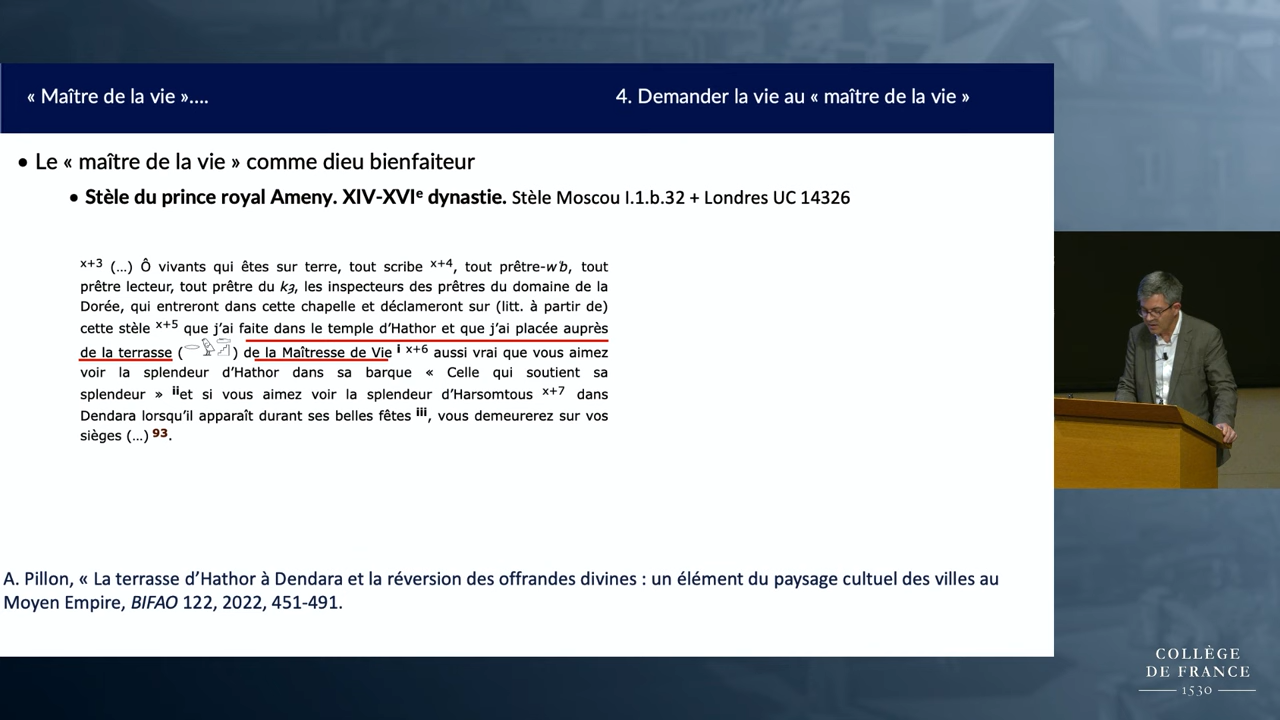 « Maître de la vie »….
4. Demander la vie au « maître de la vie »
• Le « maître de la vie » comme dieu bienfaiteur
• Stèle du prince royal Ameny. XIV-XVIe dynastie. Stèle Moscou I.1.b.32 + Londres UC 14326
x+3 (…) Ô vivants qui êtes sur terre, tout scribe x+4, tout prêtre-wʿb, tout
prêtre lecteur, tout prêtre du kȝ, les inspecteurs des prêtres du domaine de la
Dorée, qui entreront dans cette chapelle et déclameront sur (litt. à partir de)
cette stèle x+5 que j’ai faite dans le temple d’Hathor et que j’ai placée auprès
de la terrasse ( ) de la Maîtresse de Vie i x+6 aussi vrai que vous aimez
voir la splendeur d’Hathor dans sa barque « Celle qui soutient sa
splendeur » iiet si vous aimez voir la splendeur d’Harsomtous x+7 dans
Dendara lorsqu’il apparaît durant ses belles fêtes iii, vous demeurerez sur vos
sièges (…) 93.
A. Pillon, « La terrasse d’Hathor à Dendara et la réversion des offrandes divines : un élément du paysage cultuel des villes au
Moyen Empire, BIFAO 122, 2022, 451-491.
COLLÈGE
DE FRANCE
1530